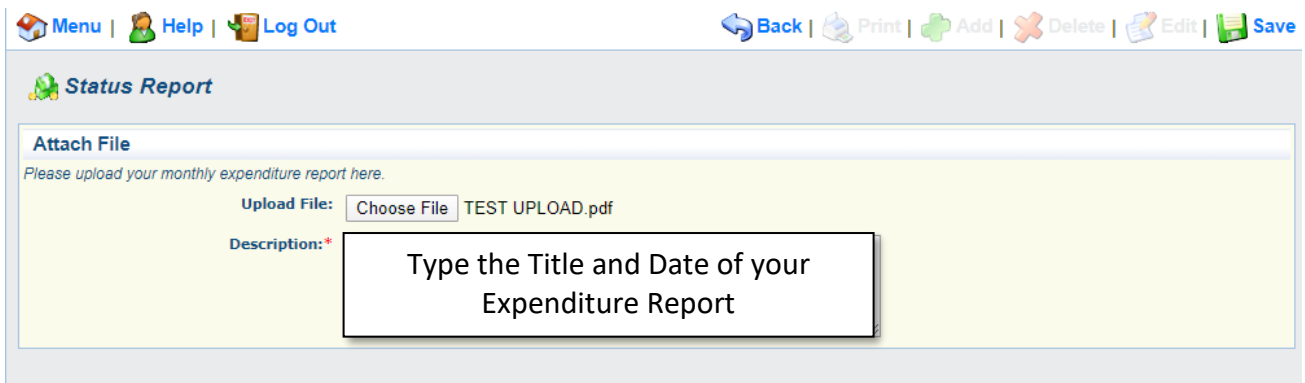 Menu | Help | Log Out Back | Print | Add | Delete | Edit | Save
Status Report
Attach File
Please upload your monthly expenditure report here.
Upload File: Choose File TEST UPLOAD.pdf
Description:*
Type the Title and Date of your
Expenditure Report